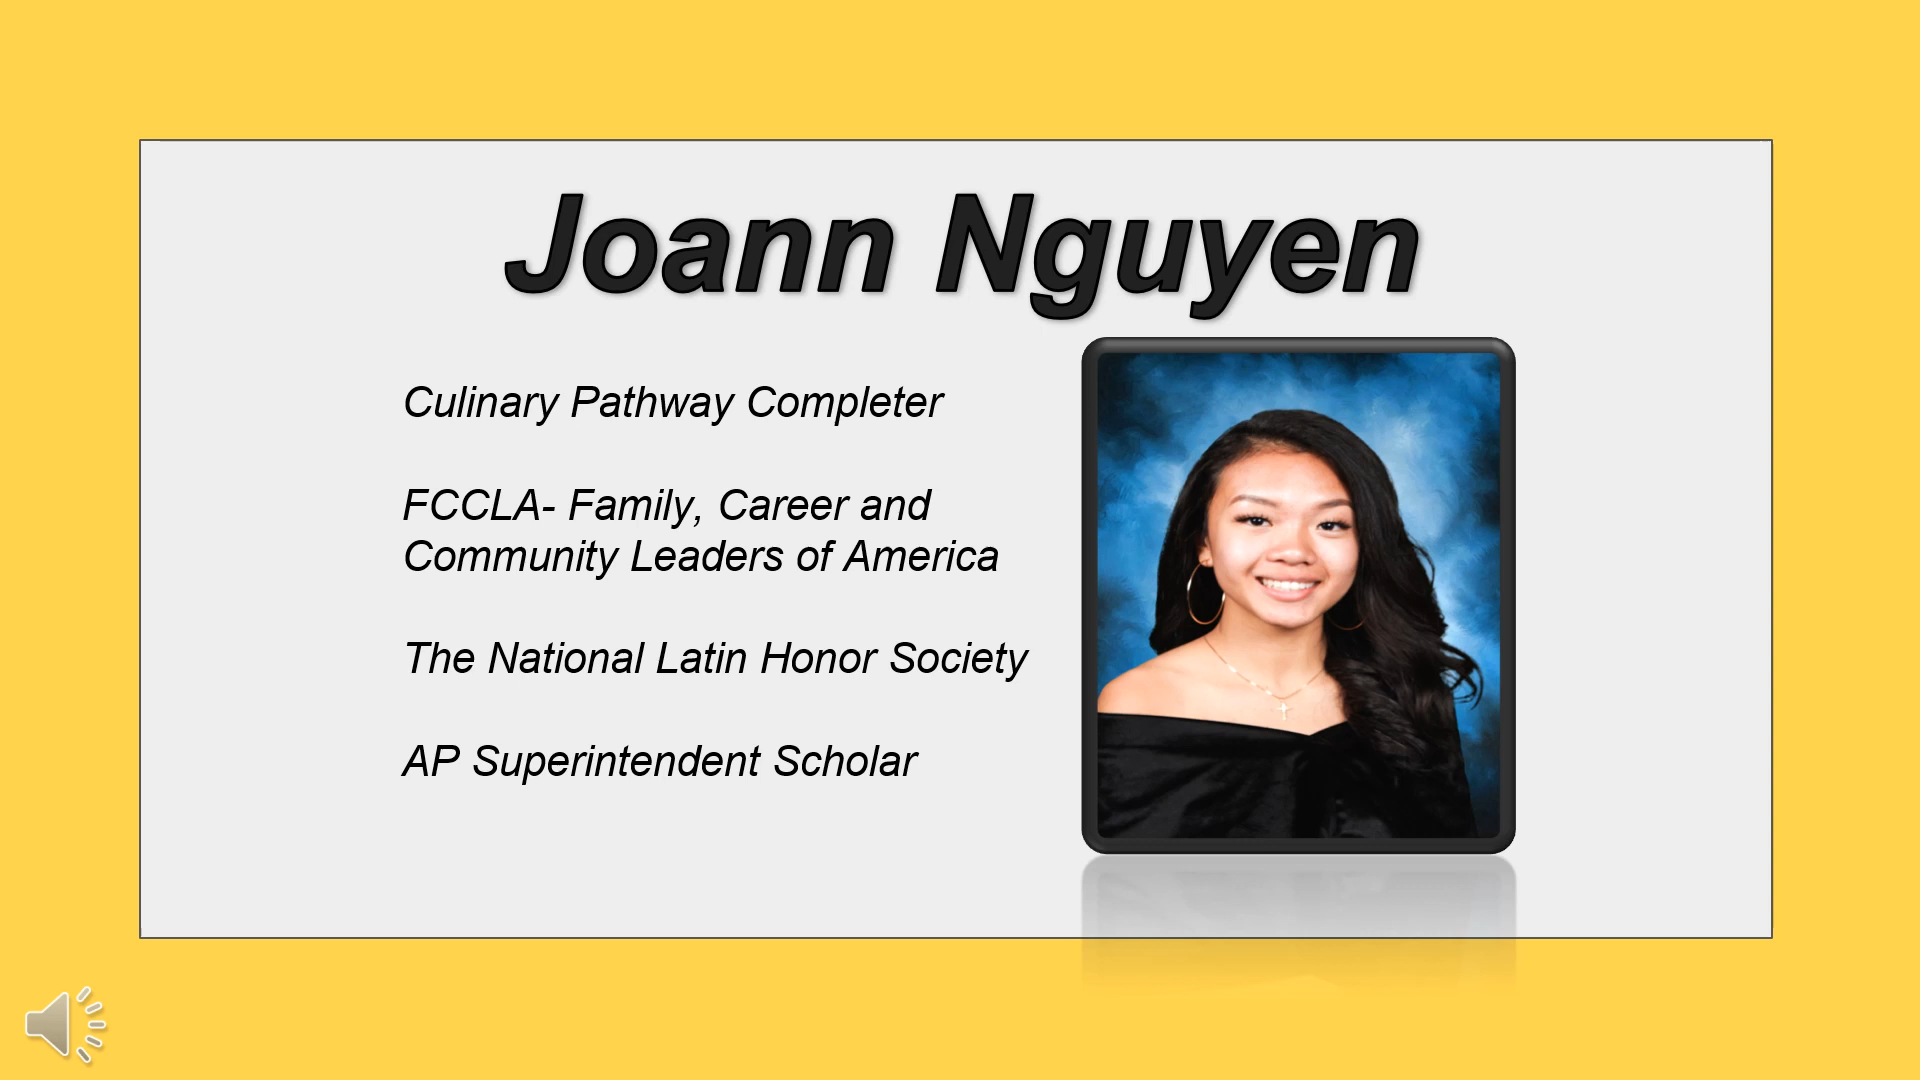 Joann Nguyen
Culinary Pathway Completer
FCCLA- Family, Career and
Community Leaders of America
The National Latin Honor Society
AP Superintendent Scholar